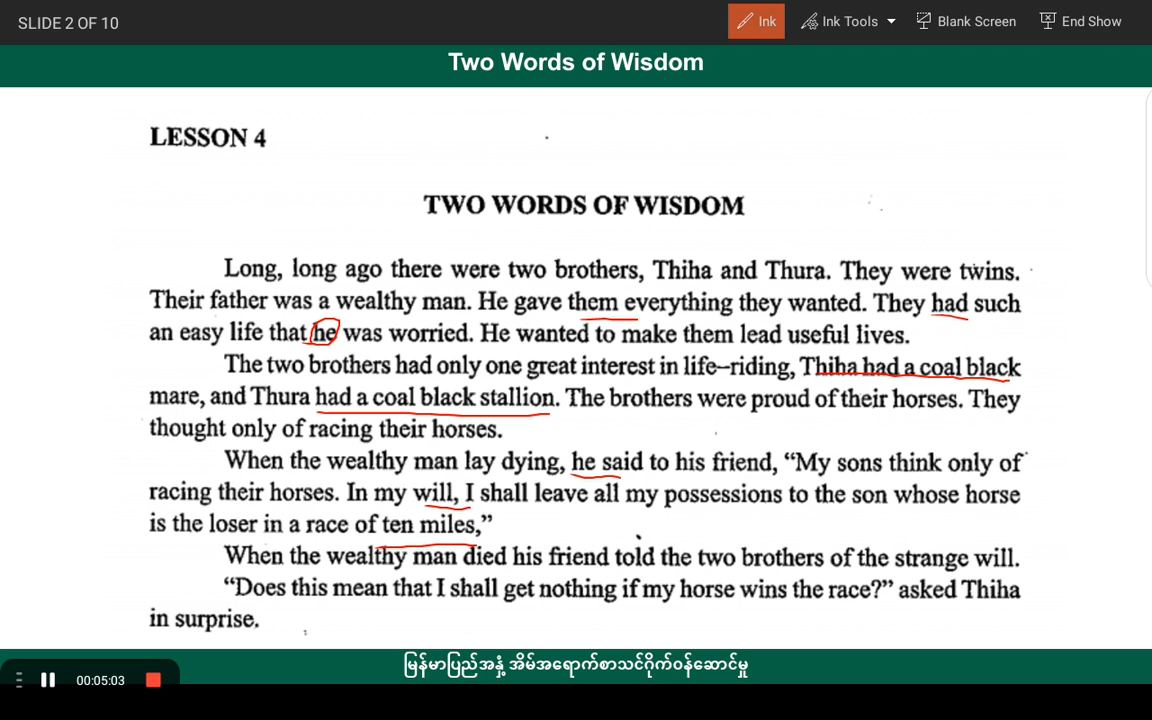 SLIDE 2 OF 10
Ink
Ink Tools
Blank Screen
End Show
Two Words of Wisdom
LESSON 4
TWO WORDS OF WISDOM
Long, long ago there were two brothers, Thiha and Thura. They were twins.
Their father was a wealthy man. He gave them everything they wanted. They had such
an easy life that he was worried. He wanted to make them lead useful lives.
The two brothers had only one great interest in life–riding, Thiha had a coal black
mare, and Thura had a coal black stallion. The brothers were proud of their horses. They
thought only of racing their horses.
When the wealthy man lay dying, he said to his friend, “My sons think only of
racing their horses. In my will, I shall leave all my possessions to the son whose horse
is the loser in a race of ten miles,”
When the wealthy man died his friend told the two brothers of the strange will.
“Does this mean that I shall get nothing if my horse wins the race?” asked Thiha
in surprise.
မြန်မာပြည်အနှံ့ အိမ်အရောက်စာသင်ဝိုက်ဝန်ဆောင်မှု
00:05:03